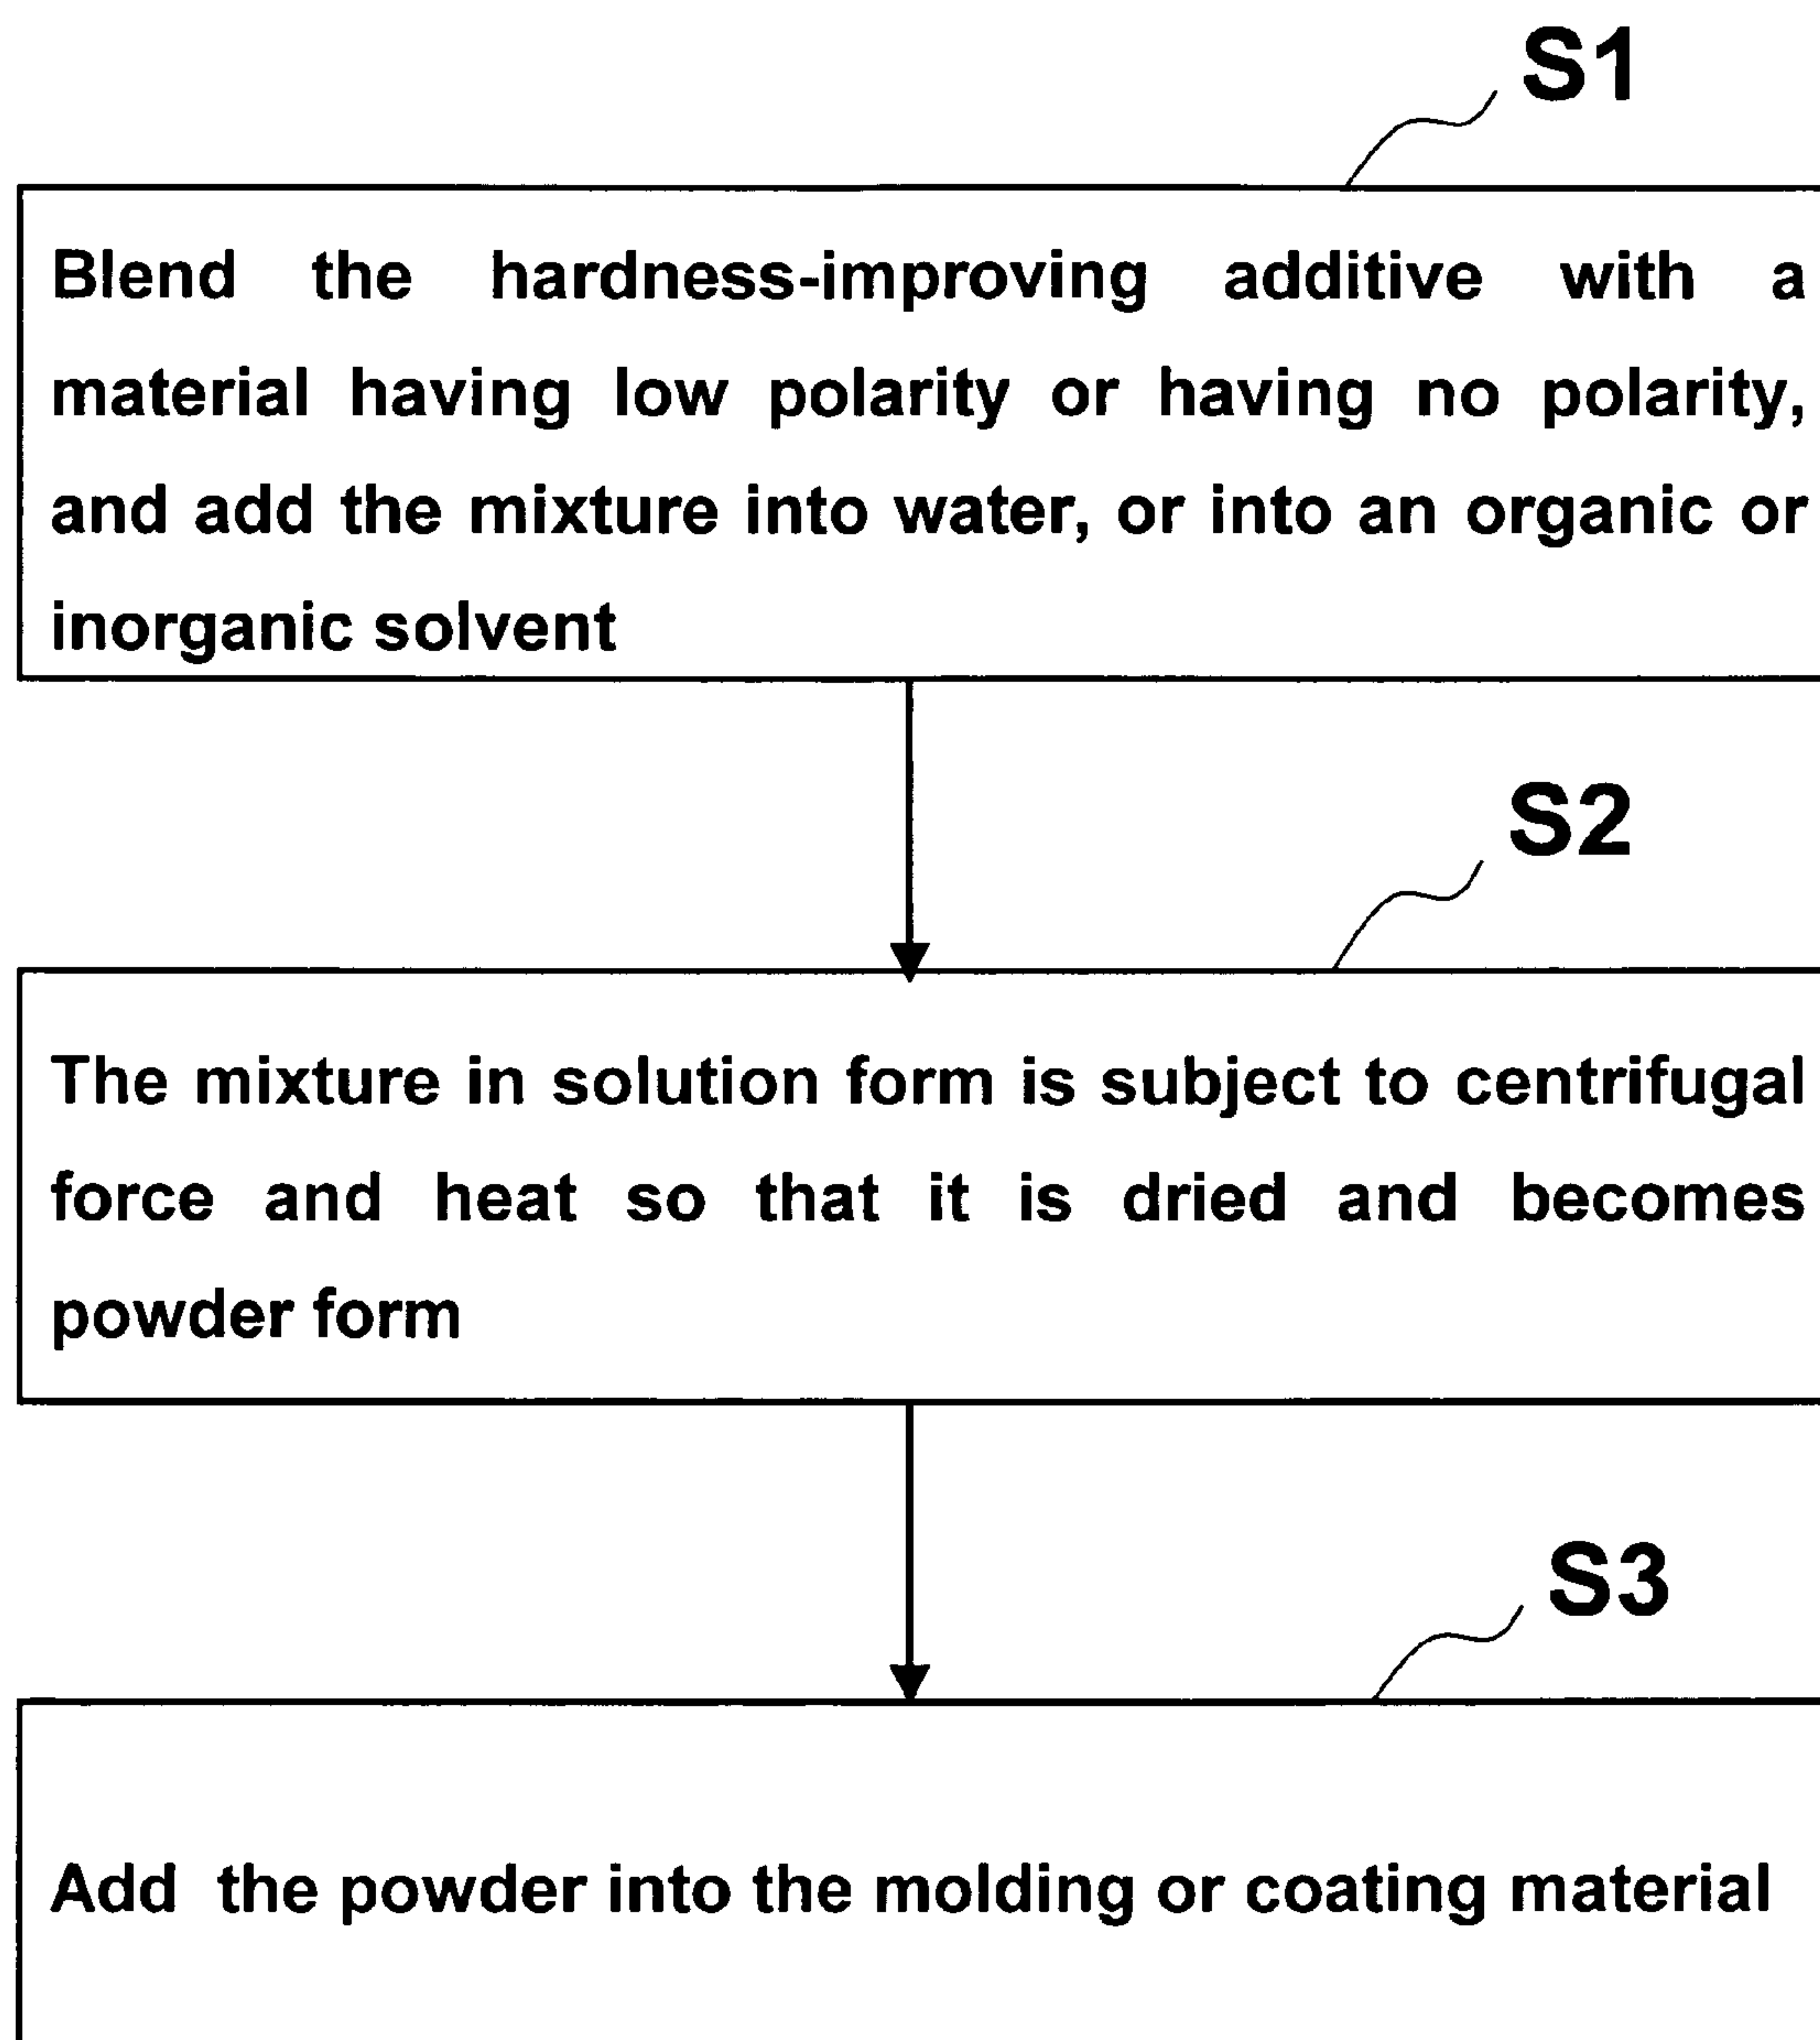 S1
Blend the hardness-improving additive with a
material having low polarity or having no polarity,
and add the mixture into water, or into an organic or
inorganic solvent
S2
The mixture in solution form is subject to centrifugal
force and heat so that it is dried and becomes
powder form
S3
Add the powder into the molding or coating material